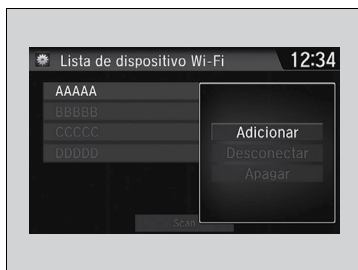 Lista de dispositivo Wi-Fi 12:34
AAAAA
BBBBB
CCCCC
DDDDD
Adicionar
Desconectar
Apagar
Scan